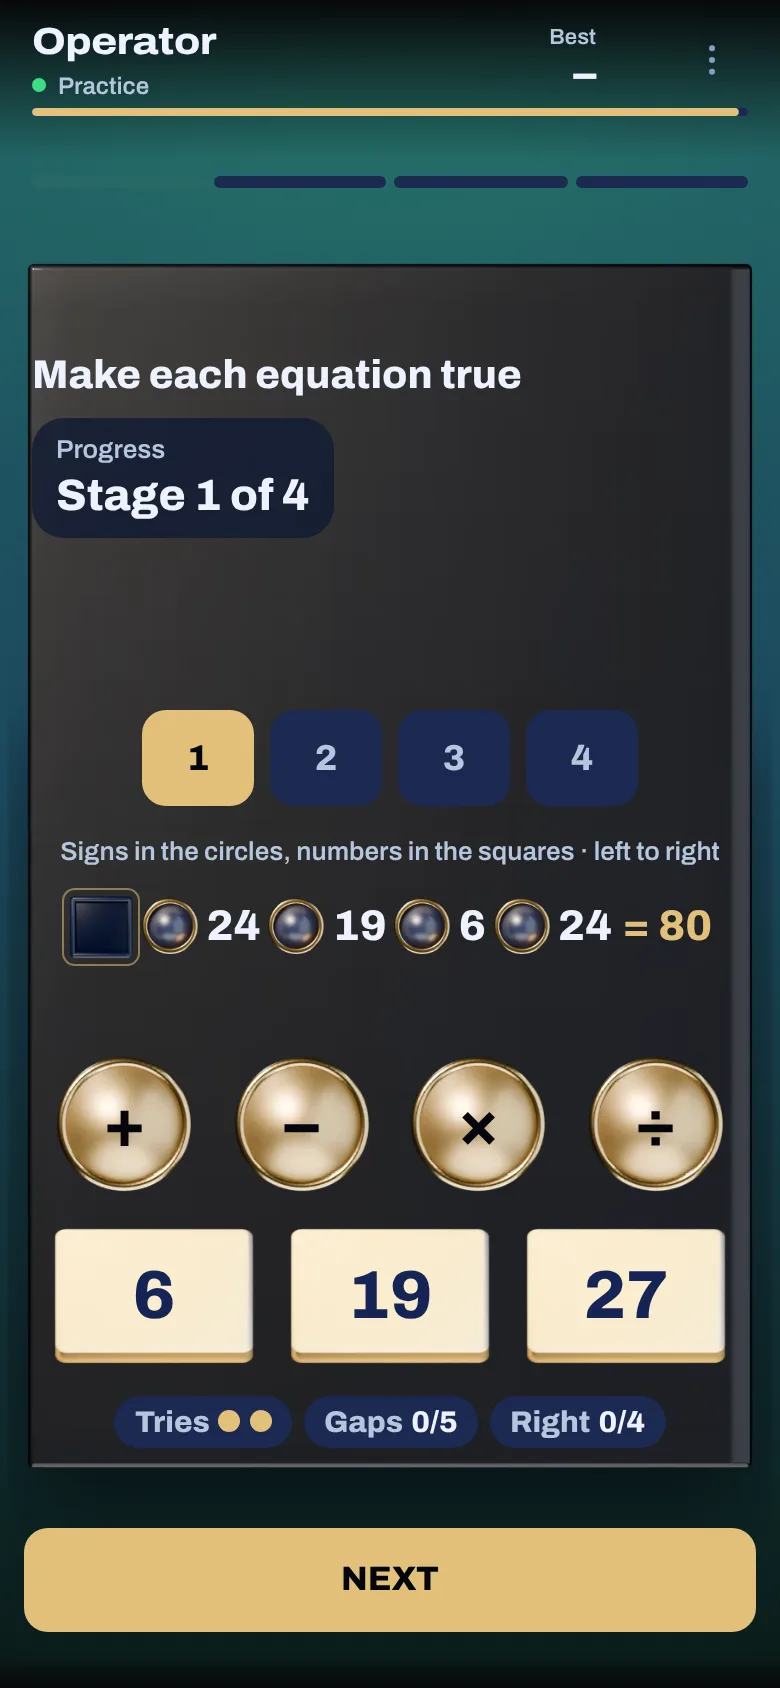 Operator
Best
–
Practice
Make each equation true
Progress
Stage 1 of 4
1 2 3 4
Signs in the circles, numbers in the squares · left to right
24 19 6 24 = 80
+ − × ÷
6 19 27
Tries Gaps 0/5 Right 0/4
NEXT